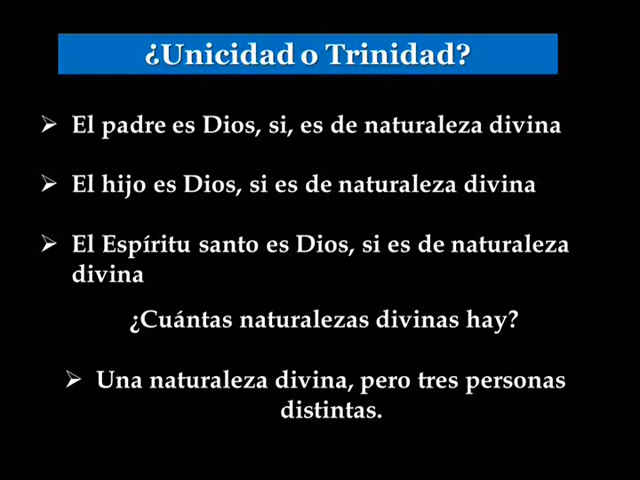 ¿Unicidad o Trinidad?
➢ El padre es Dios, si, es de naturaleza divina
➢ El hijo es Dios, si es de naturaleza divina
➢ El Espíritu santo es Dios, si es de naturaleza
divina
¿Cuántas naturalezas divinas hay?
➢ Una naturaleza divina, pero tres personas
distintas.